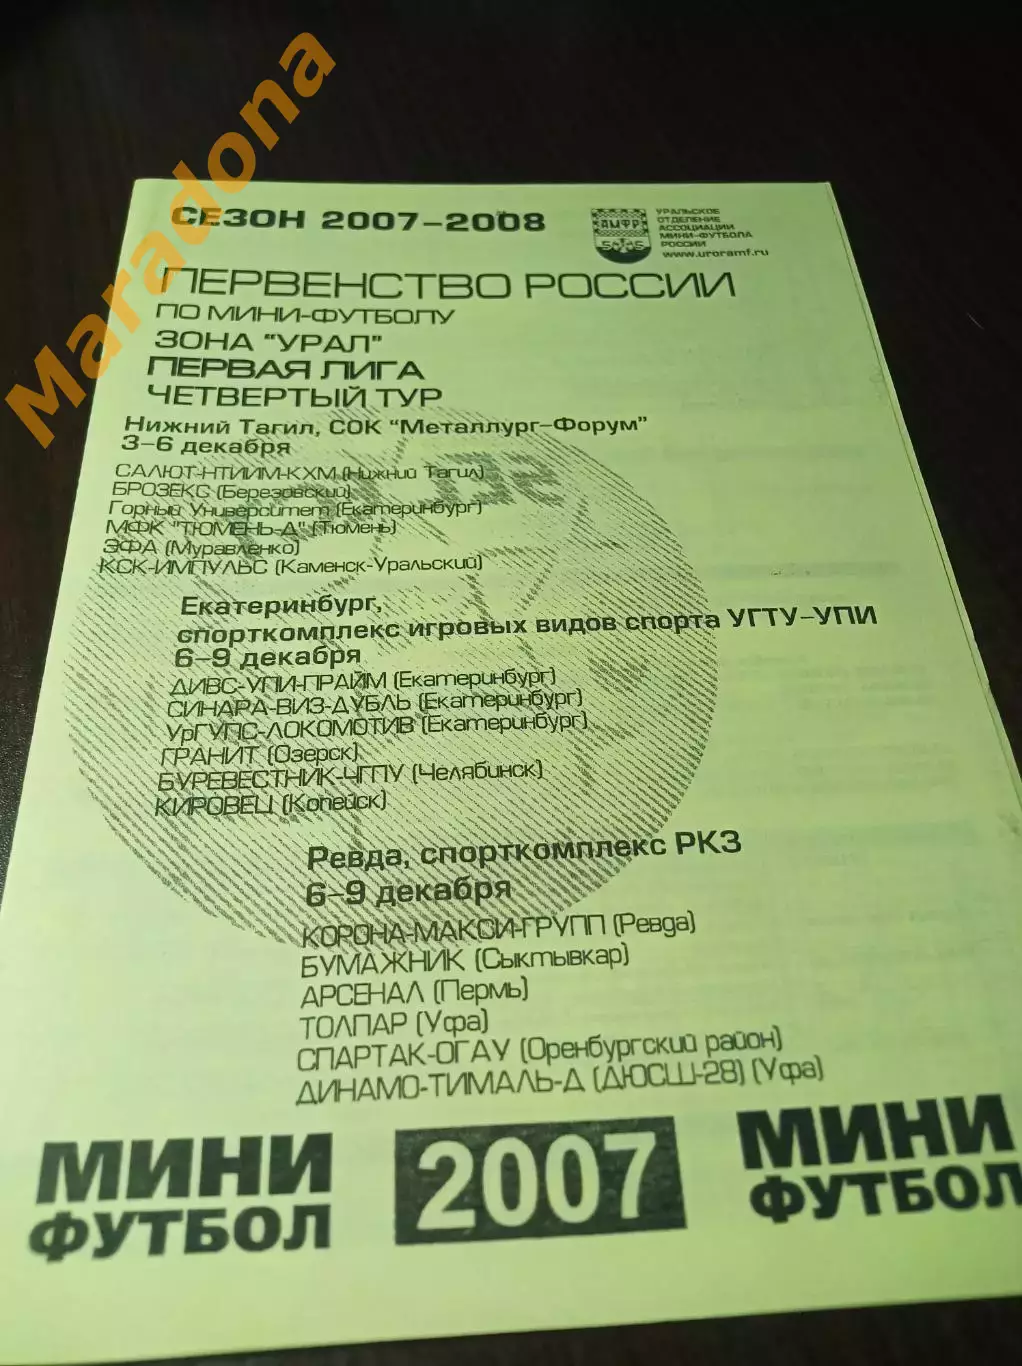 Maradona
СЕЗОН 2007-2008
АМФР
УРАЛЬСКОЕ
ОТДЕЛЕНИЕ
АССОЦИАЦИИ
МИНИ-ФУТБОЛА
РОССИИ
www.uroramf.ru
ПЕРВЕНСТВО РОССИИ
ПО МИНИ-ФУТБОЛУ
ЗОНА "УРАЛ"
ПЕРВАЯ ЛИГА
ЧЕТВЕРТЫЙ ТУР
Нижний Тагил, СОК "Металлург-Форум"
3-6 декабря
САЛЮТ-НТИИМ-КХМ (Нижний Тагил)
БРОЗЕКС (Березовский)
Горный Университет (Екатеринбург)
МФК "ТЮМЕНЬ-Д" (Тюмень)
ЭФА (Муравленко)
КСК-ИМПУЛЬС (Каменск-Уральский)
Екатеринбург,
спорткомплекс игровых видов спорта УГТУ-УПИ
6-9 декабря
ДИВС-УПИ-ПРАЙМ (Екатеринбург)
СИНАРА-ВИЗ-ДУБЛЬ (Екатеринбург)
УрГУПС-ЛОКОМОТИВ (Екатеринбург)
ГРАНИТ (Озерск)
БУРЕВЕСТНИК-ЧГПУ (Челябинск)
КИРОВЕЦ (Копейск)
Ревда, спорткомплекс РКЗ
6-9 декабря
КОРОНА-МАКСИ-ГРУПП (Ревда)
БУМАЖНИК (Сыктывкар)
АРСЕНАЛ (Пермь)
ТОЛПАР (Уфа)
СПАРТАК-ОГАУ (Оренбургский район)
ДИНАМО-ТИМАЛЬ-Д (ДЮСШ-28) (Уфа)
МИНИ
ФУТБОЛ
2007
МИНИ
ФУТБОЛ